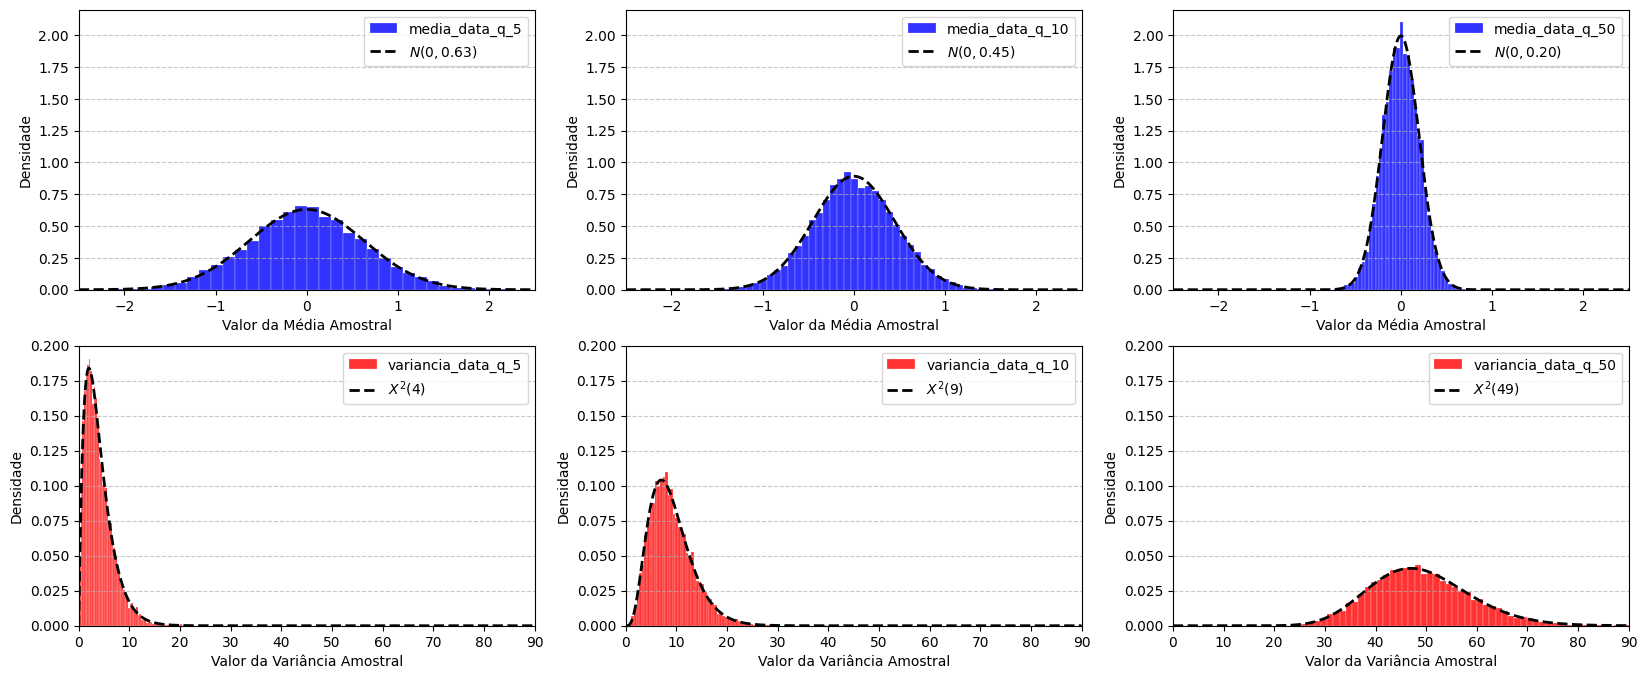 2.00
1.75
1.50
1.25
1.00
0.75
0.50
0.25
0.00
Densidade
media_data_q_5
N(0, 0.63)
−2 −1 0 1 2
Valor da Média Amostral
2.00
1.75
1.50
1.25
1.00
0.75
0.50
0.25
0.00
Densidade
media_data_q_10
N(0, 0.45)
−2 −1 0 1 2
Valor da Média Amostral
2.00
1.75
1.50
1.25
1.00
0.75
0.50
0.25
0.00
Densidade
media_data_q_50
N(0, 0.20)
−2 −1 0 1 2
Valor da Média Amostral
0.200
0.175
0.150
0.125
0.100
0.075
0.050
0.025
0.000
Densidade
variancia_data_q_5
X²(4)
0 10 20 30 40 50 60 70 80 90
Valor da Variância Amostral
0.200
0.175
0.150
0.125
0.100
0.075
0.050
0.025
0.000
Densidade
variancia_data_q_10
X²(9)
0 10 20 30 40 50 60 70 80 90
Valor da Variância Amostral
0.200
0.175
0.150
0.125
0.100
0.075
0.050
0.025
0.000
Densidade
variancia_data_q_50
X²(49)
0 10 20 30 40 50 60 70 80 90
Valor da Variância Amostral